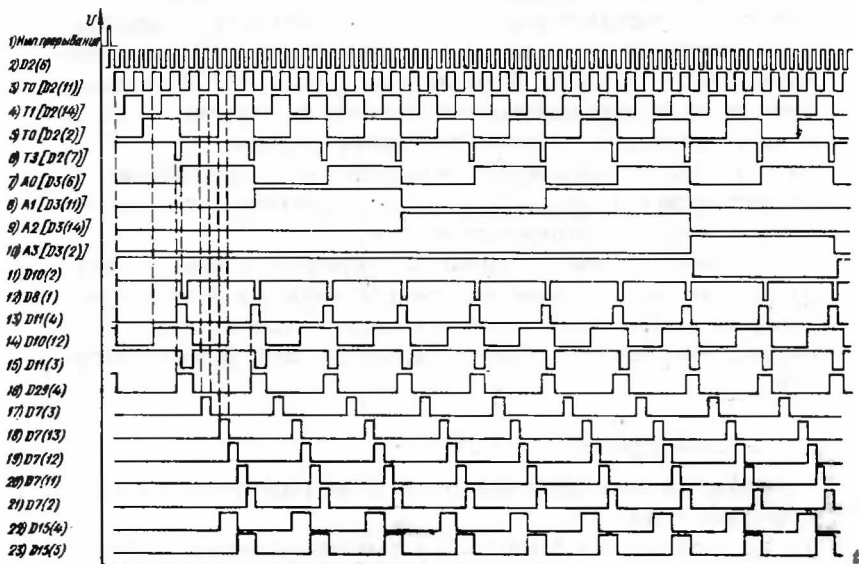 U
1) Имп. прерывания
2) D2(6)
3) T0 [D2(11)]
4) T1 [D2(14)]
5) T0 [D2(2)]
6) T3 [D2(7)]
7) A0 [D3(6)]
8) A1 [D3(11)]
9) A2 [D3(14)]
10) A3 [D3(2)]
11) D10(2)
12) D8(1)
13) D11(4)
14) D10(12)
15) D11(3)
16) D29(4)
17) D7(3)
18) D7(13)
19) D7(12)
20) D7(11)
21) D7(2)
22) D15(4)
23) D15(5)
t